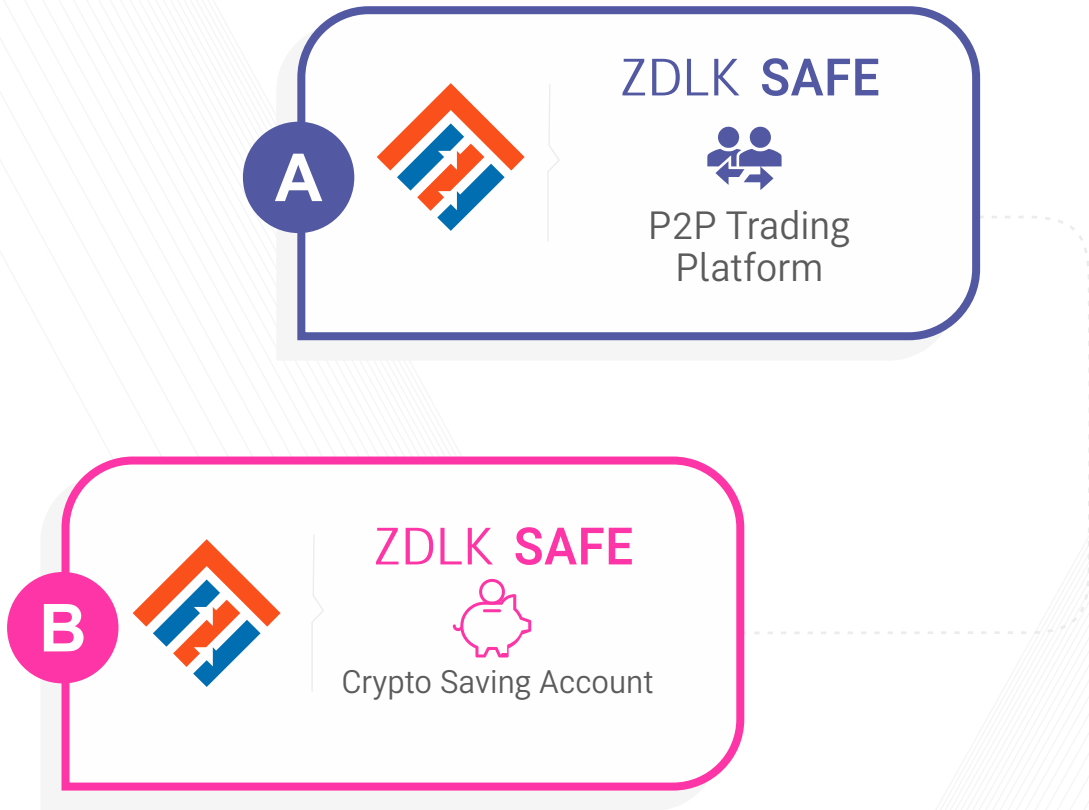 A
ZDLK SAFE
P2P Trading
Platform
B
ZDLK SAFE
Crypto Saving Account